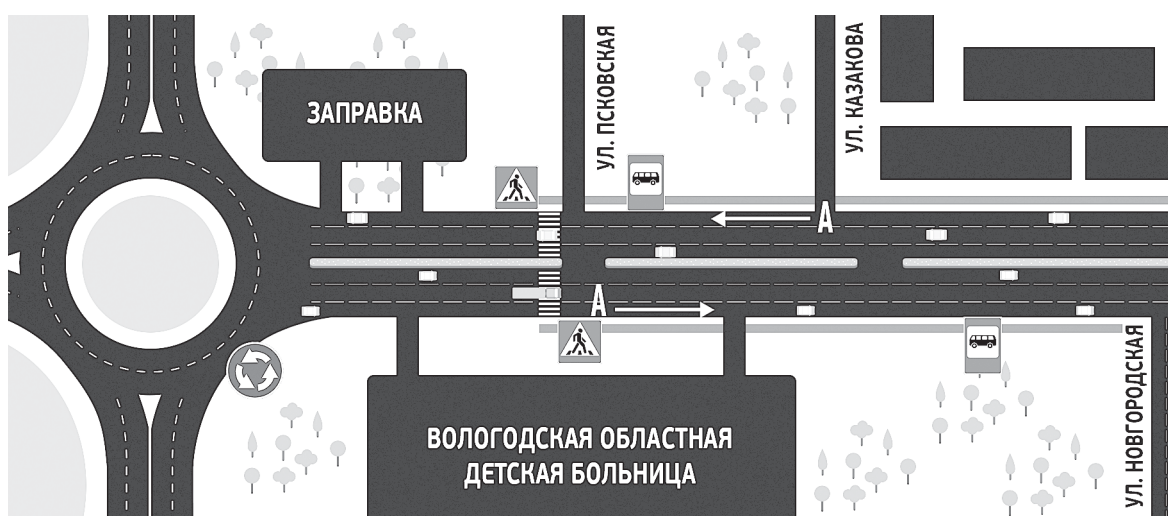 ЗАПРАВКА
УЛ. ПСКОВСКАЯ
УЛ. КАЗАКОВА
А
А
ВОЛОГОДСКАЯ ОБЛАСТНАЯ
ДЕТСКАЯ БОЛЬНИЦА
УЛ. НОВГОРОДСКАЯ